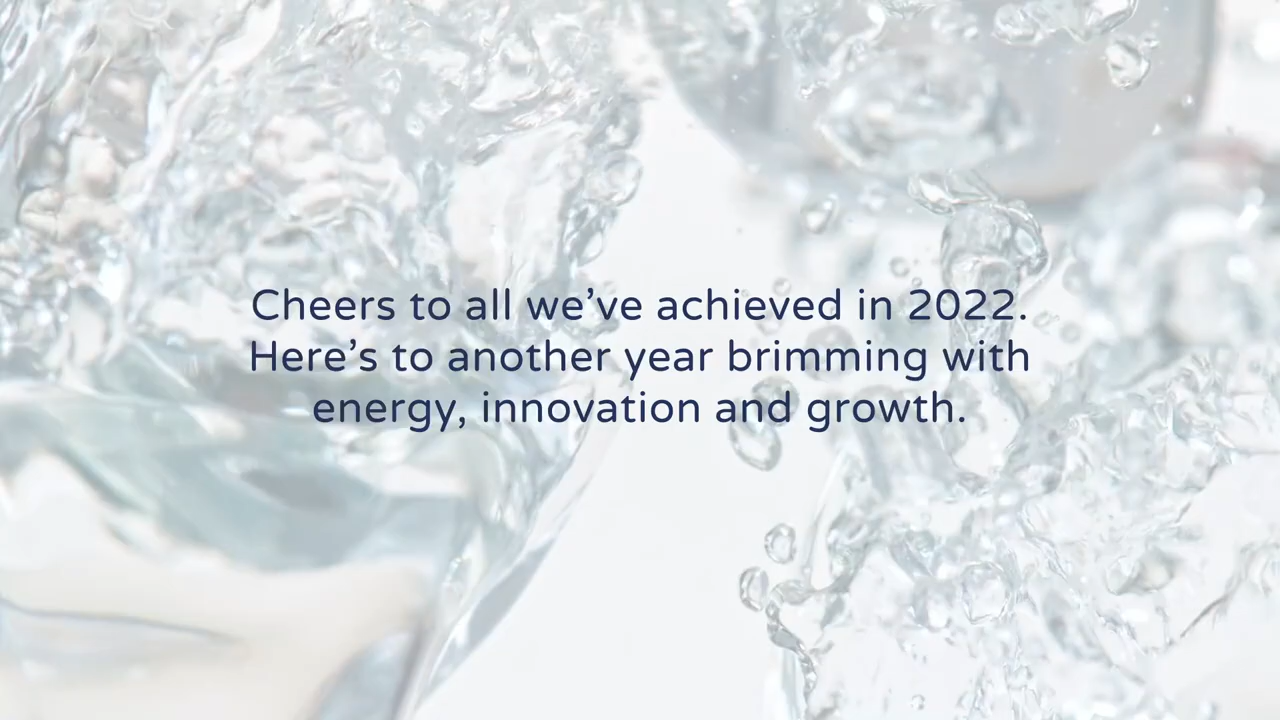 Cheers to all we’ve achieved in 2022.
Here’s to another year brimming with
energy, innovation and growth.